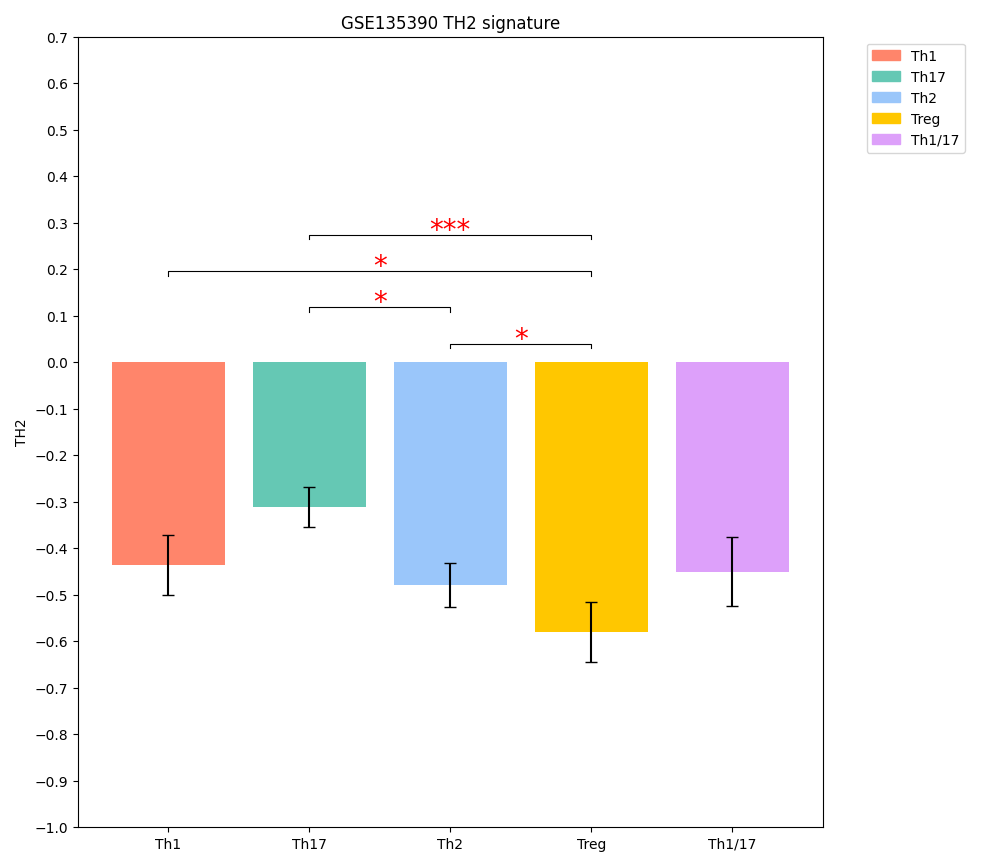 GSE135390 TH2 signature
0.7
0.6
0.5
0.4
0.3
0.2
0.1
0.0
−0.1
−0.2
−0.3
−0.4
−0.5
−0.6
−0.7
−0.8
−0.9
−1.0
TH2
***
*
*
*
Th1
Th17
Th2
Treg
Th1/17
Th1
Th17
Th2
Treg
Th1/17